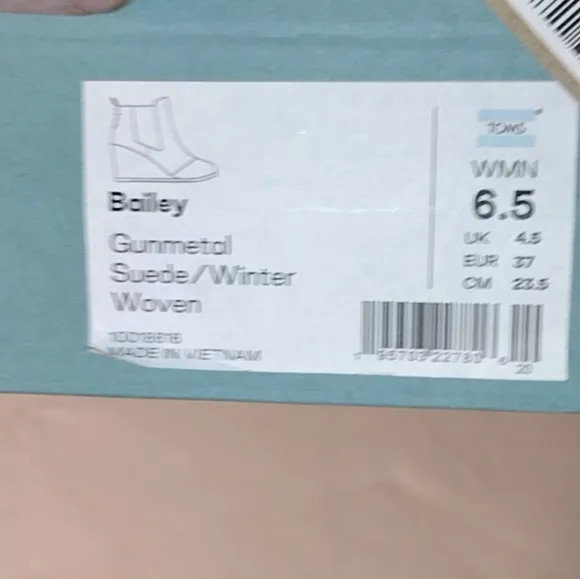 Bailey
Gunmetal
Suede/Winter
Woven
MADE IN VIETNAM
TOMS
WMN
6.5
UK 4.5
EUR 37
CM 23.5
20